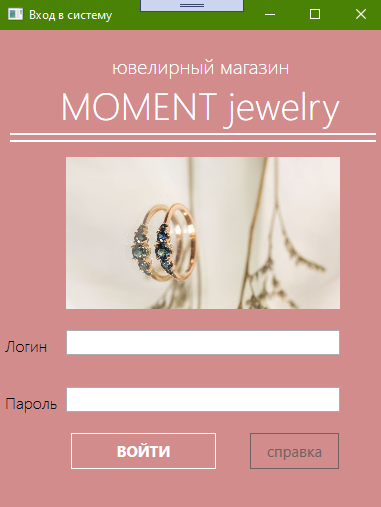 Вход в систему
ювелирный магазин
MOMENT jewelry
Логин
Пароль
ВОЙТИ
справка